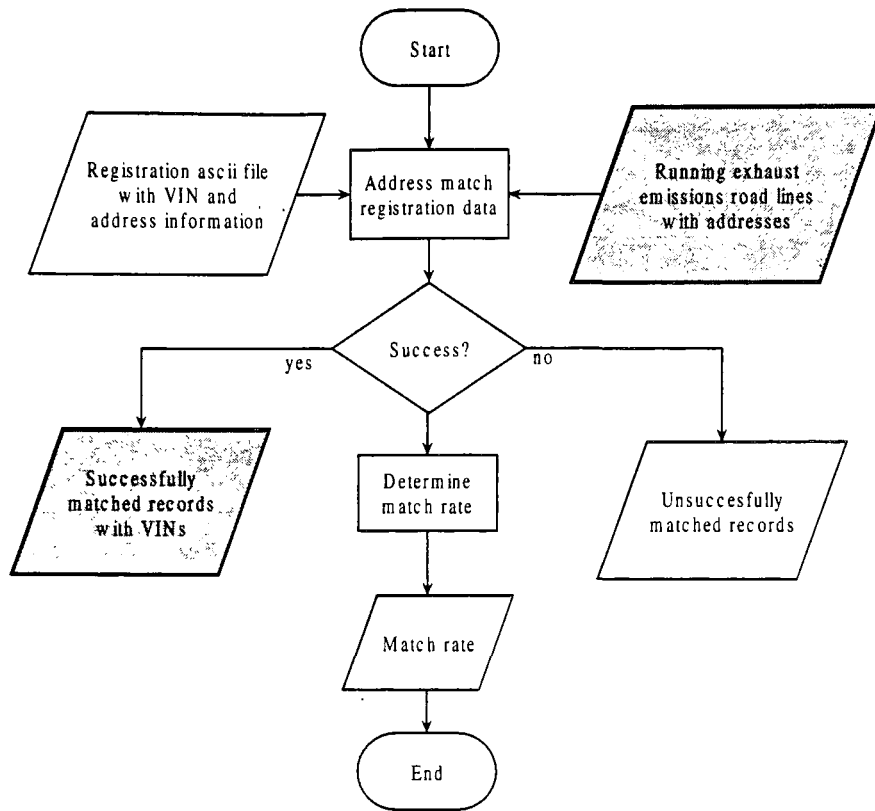 Start
Registration ascii file
with VIN and
address information
Address match
registration data
Running exhaust
emissions road lines
with addresses
Success?
yes
no
Successfully
matched records
with VINs
Determine
match rate
Unsuccesfully
matched records
Match rate
End